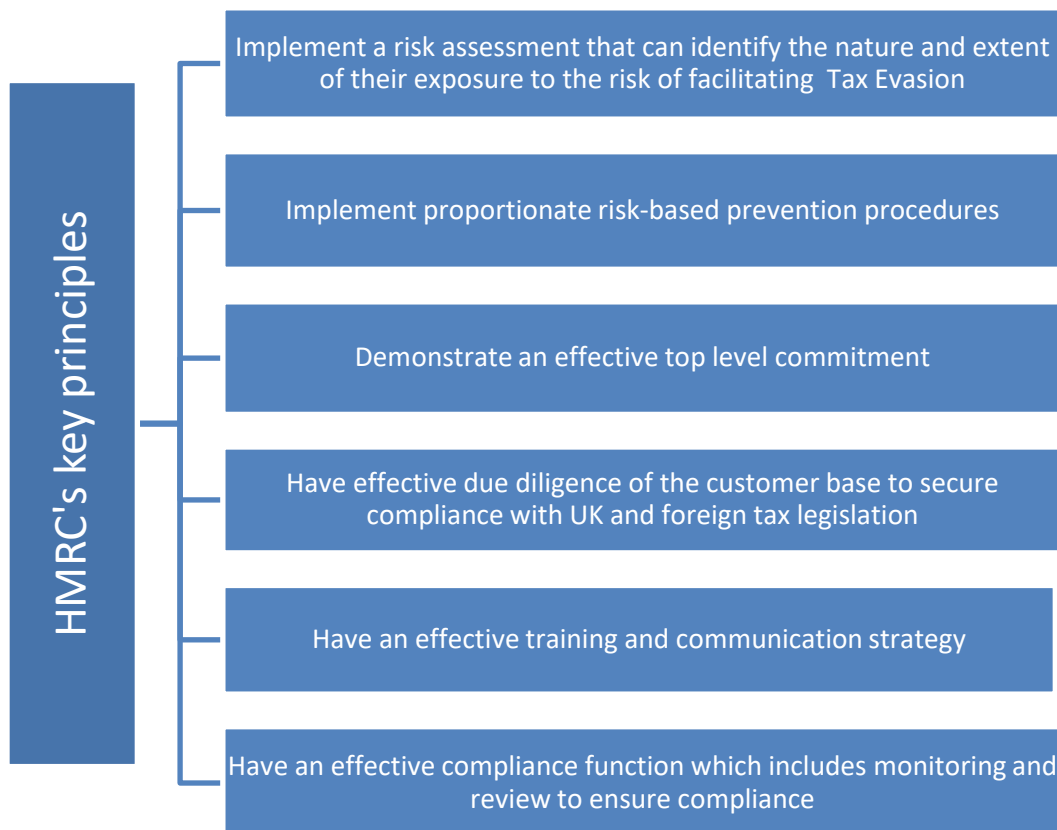 HMRC's key principles
Implement a risk assessment that can identify the nature and extent
of their exposure to the risk of facilitating  Tax Evasion
Implement proportionate risk-based prevention procedures
Demonstrate an effective top level commitment
Have effective due diligence of the customer base to secure
compliance with UK and foreign tax legislation
Have an effective training and communication strategy
Have an effective compliance function which includes monitoring and
review to ensure compliance